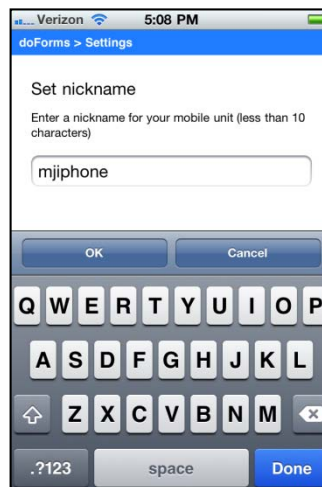 Verizon 5:08 PM
doForms > Settings
Set nickname
Enter a nickname for your mobile unit (less than 10
characters)
mjiphone
OK Cancel
Q W E R T Y U I O P
A S D F G H J K L
Z X C V B N M
.?123 space Done